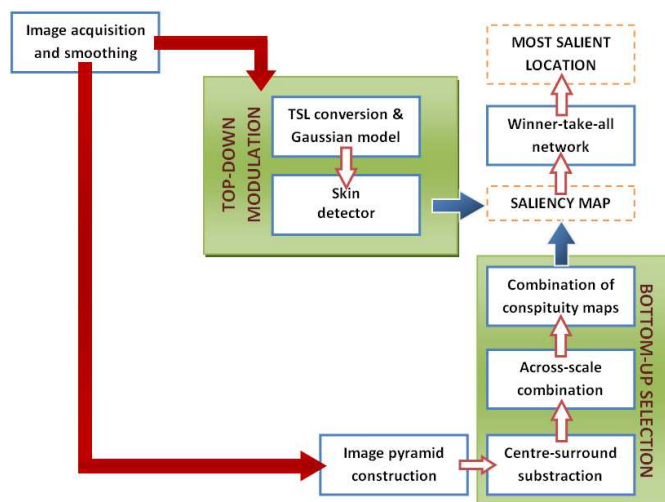 Image acquisition
and smoothing
TOP-DOWN
MODULATION
TSL conversion &
Gaussian model
Skin
detector
MOST SALIENT
LOCATION
Winner-take-all
network
SALIENCY MAP
BOTTOM-UP SELECTION
Combination of
conspituity maps
Across-scale
combination
Centre-surround
substraction
Image pyramid
construction